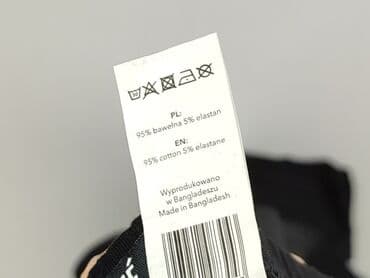 PL:
95% bawełna 5% elastan
EN:
95% cotton 5% elastane
Wyprodukowano
w Bangladeszu
Made in Bangladesh